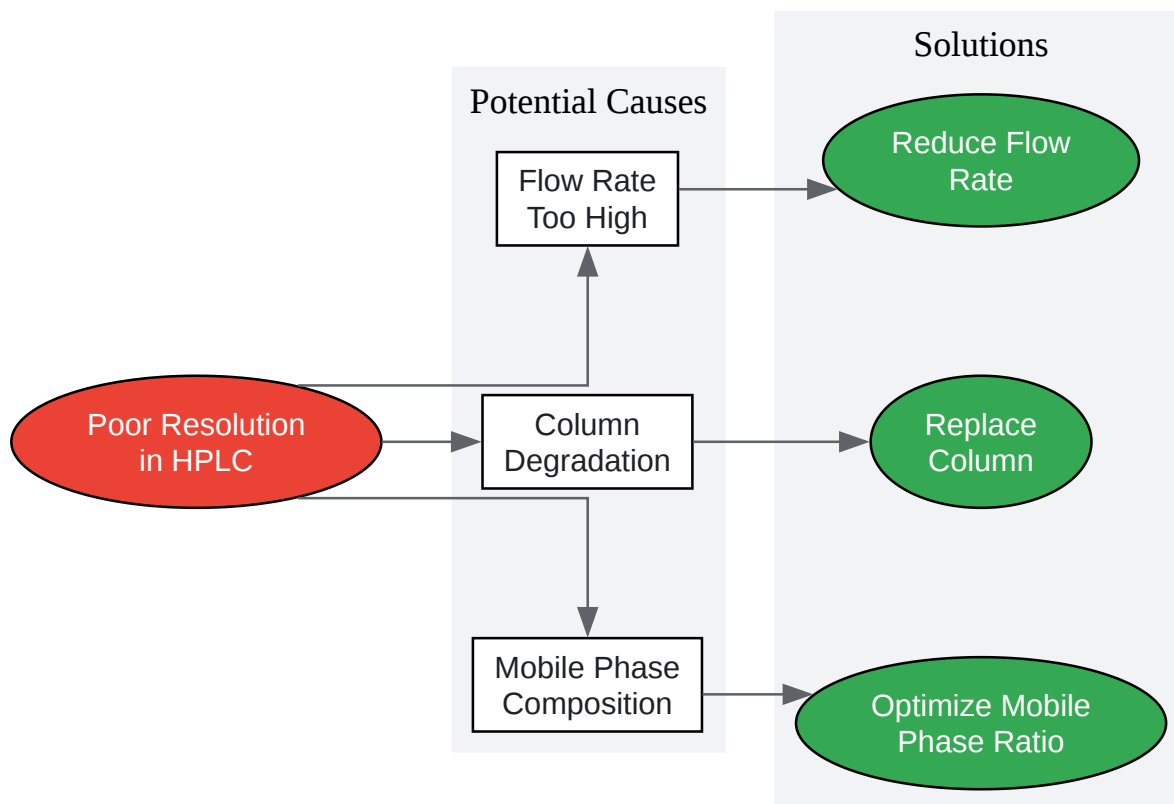 Solutions
Potential Causes
Reduce Flow
Rate
Flow Rate
Too High
Poor Resolution
in HPLC
Column
Degradation
Replace
Column
Mobile Phase
Composition
Optimize Mobile
Phase Ratio